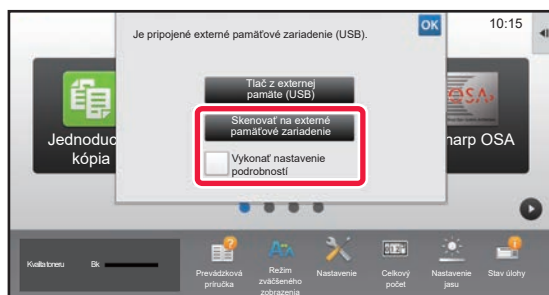 Je pripojené externé pamäťové zariadenie (USB).
OK
10:15
Tlač z externej
pamäte (USB)
Skenovať na externé
pamäťové zariadenie
Vykonať nastavenie
podrobností
Jednoduc
kópia
OSA
harp OSA
Kvalita toneru
Bk
Prevádzková
príručka
Režim
zväčšeného
zobrazenia
Nastavenie
Celkový
počet
Nastavenie
jasu
Stav úlohy